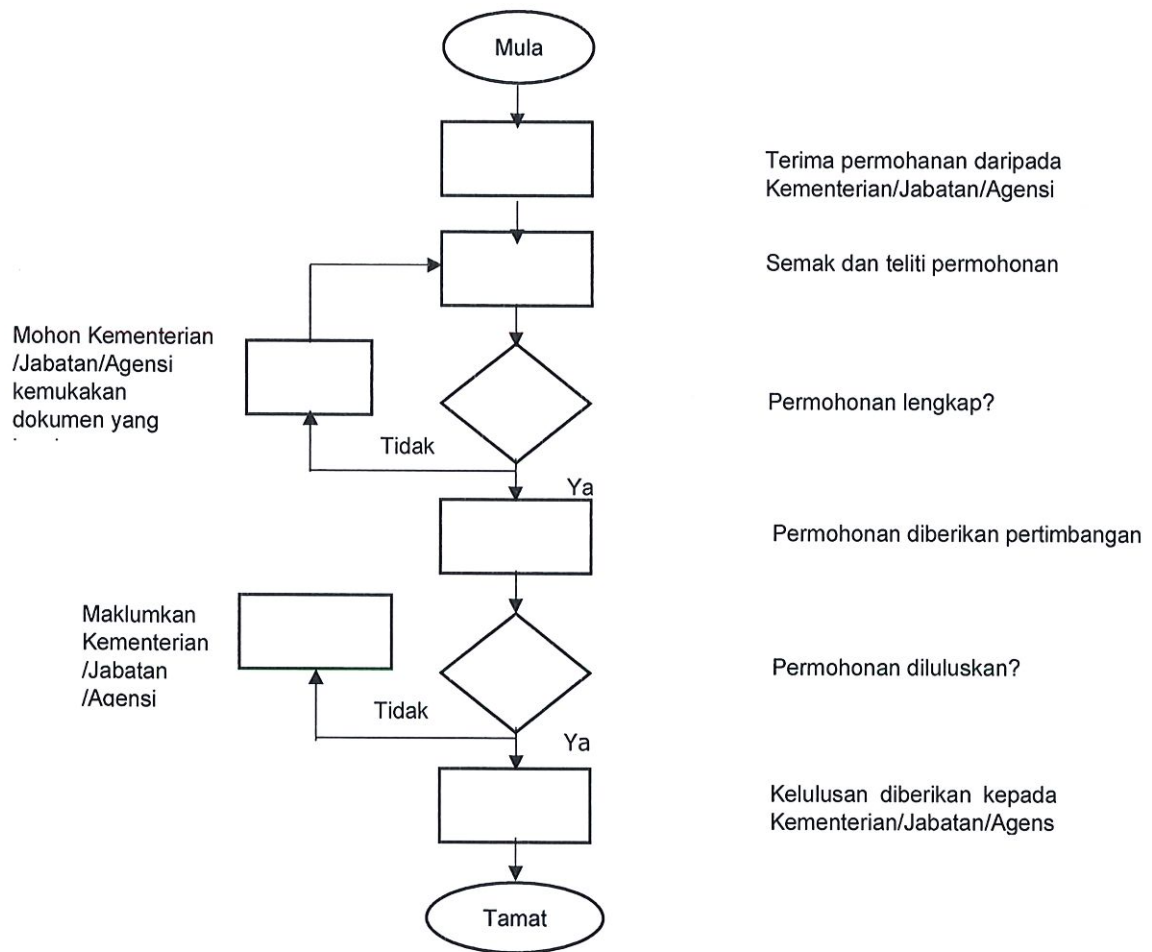 Mula
Terima permohanan daripada
Kementerian/Jabatan/Agensi
Semak dan teliti permohonan
Mohon Kementerian
/Jabatan/Agensi
kemukakan
dokumen yang
Permohonan lengkap?
Tidak
Ya
Permohonan diberikan pertimbangan
Maklumkan
Kementerian
/Jabatan
/Agensi
Permohonan diluluskan?
Tidak
Ya
Kelulusan diberikan kepada
Kementerian/Jabatan/Agens
Tamat